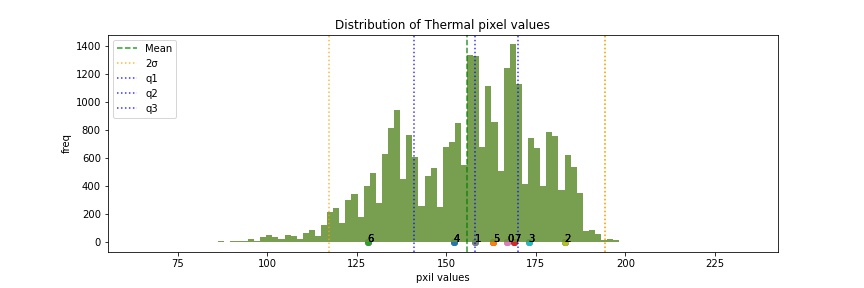 Distribution of Thermal pixel values
freq
1400
1200
1000
800
600
400
200
0
Mean
2σ
q1
q2
q3
6 4 1 5 0 7 3 2
75 100 125 150 175 200 225
pxil values